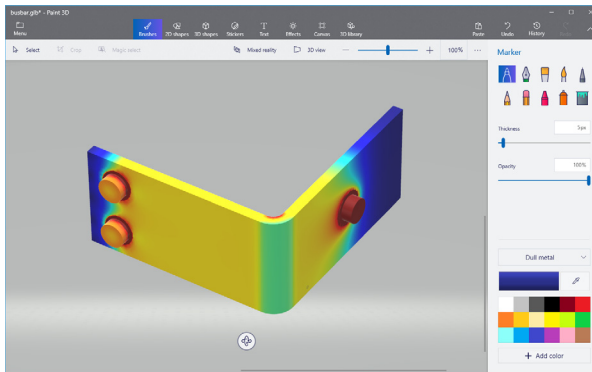 busbar.glb* - Paint 3D
Menu
Brushes 2D shapes 3D shapes Stickers Text Effects Canvas 3D library
Paste Undo History
Select Crop Magic select Mixed reality 3D view 100%
Marker
Thickness 5px
Opacity 100%
Dull metal
+ Add color